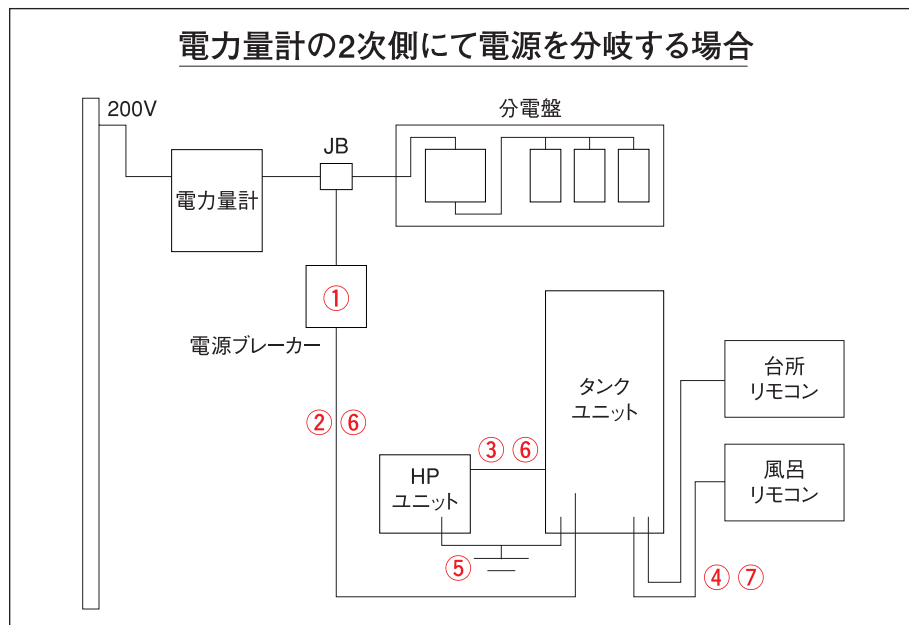 電力量計の2次側にて電源を分岐する場合
200V
分電盤
JB
電力量計
①
電源ブレーカー
タンク
ユニット
台所
リモコン
② ⑥
③ ⑥
HP
ユニット
風呂
リモコン
⑤
④ ⑦